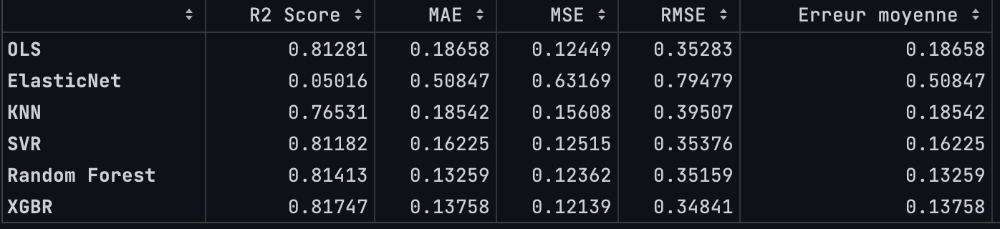 R2 Score MAE MSE RMSE Erreur moyenne
OLS 0.81281 0.18658 0.12449 0.35283 0.18658
ElasticNet 0.05016 0.50847 0.63169 0.79479 0.50847
KNN 0.76531 0.18542 0.15608 0.39507 0.18542
SVR 0.81182 0.16225 0.12515 0.35376 0.16225
Random Forest 0.81413 0.13259 0.12362 0.35159 0.13259
XGBR 0.81747 0.13758 0.12139 0.34841 0.13758